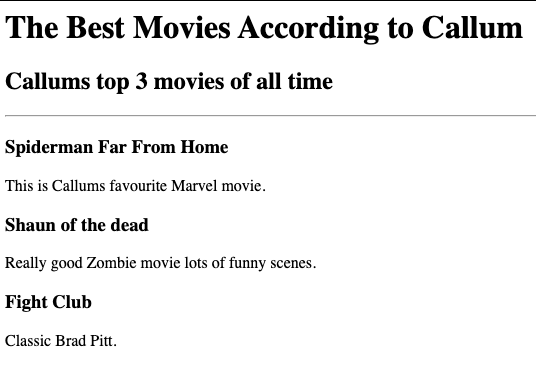 The Best Movies According to Callum
Callums top 3 movies of all time
Spiderman Far From Home
This is Callums favourite Marvel movie.
Shaun of the dead
Really good Zombie movie lots of funny scenes.
Fight Club
Classic Brad Pitt.